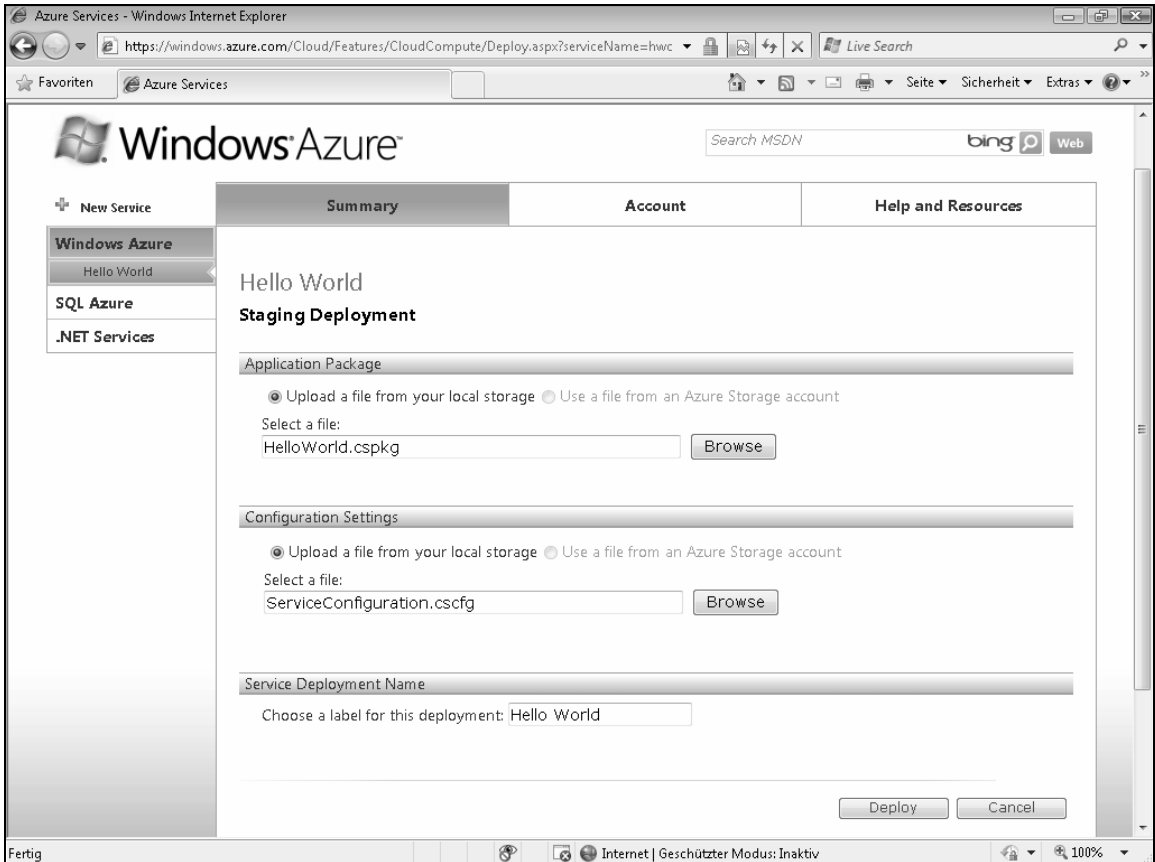 Azure Services - Windows Internet Explorer
https://windows.azure.com/Cloud/Features/CloudCompute/Deploy.aspx?serviceName=hwc
Live Search
Favoriten
Azure Services
Seite
Sicherheit
Extras
Windows Azure™
Search MSDN
bing
Web
New Service
Summary
Account
Help and Resources
Windows Azure
Hello World
SQL Azure
.NET Services
Hello World
Staging Deployment
Application Package
Upload a file from your local storage
Use a file from an Azure Storage account
Select a file:
HelloWorld.cspkg
Browse
Configuration Settings
Upload a file from your local storage
Use a file from an Azure Storage account
Select a file:
ServiceConfiguration.cscfg
Browse
Service Deployment Name
Choose a label for this deployment: Hello World
Deploy
Cancel
Fertig
Internet | Geschützter Modus: Inaktiv
100%